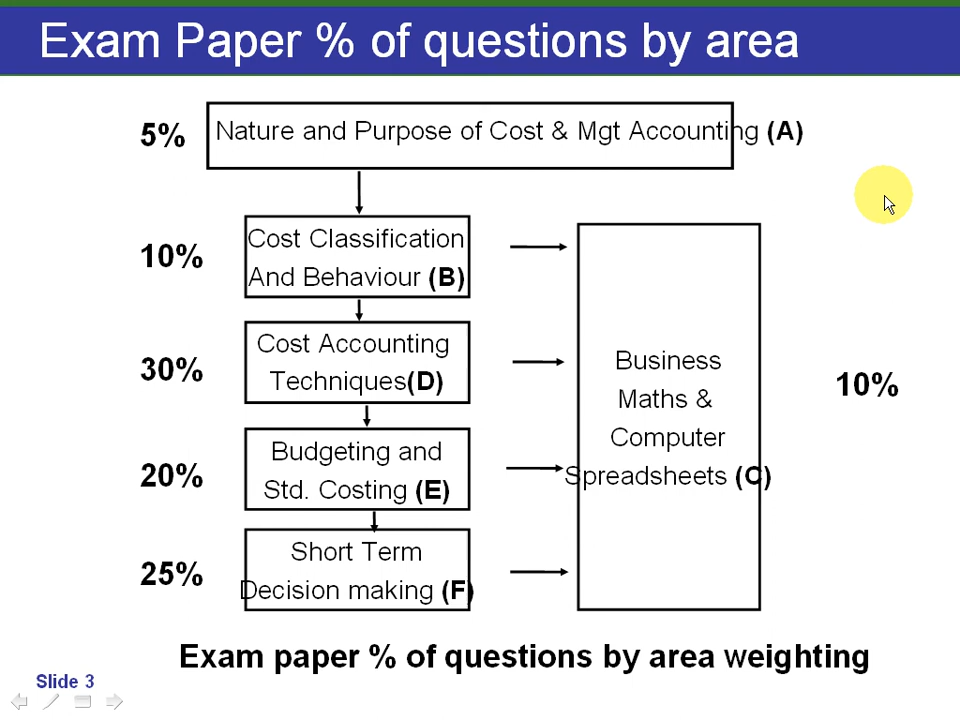 Exam Paper % of questions by area
5%
Nature and Purpose of Cost & Mgt Accounting (A)
10%
Cost Classification
And Behaviour (B)
30%
Cost Accounting
Techniques(D)
20%
Budgeting and
Std. Costing (E)
25%
Short Term
Decision making (F)
Business
Maths &
Computer
Spreadsheets (C)
10%
Exam paper % of questions by area weighting
Slide 3